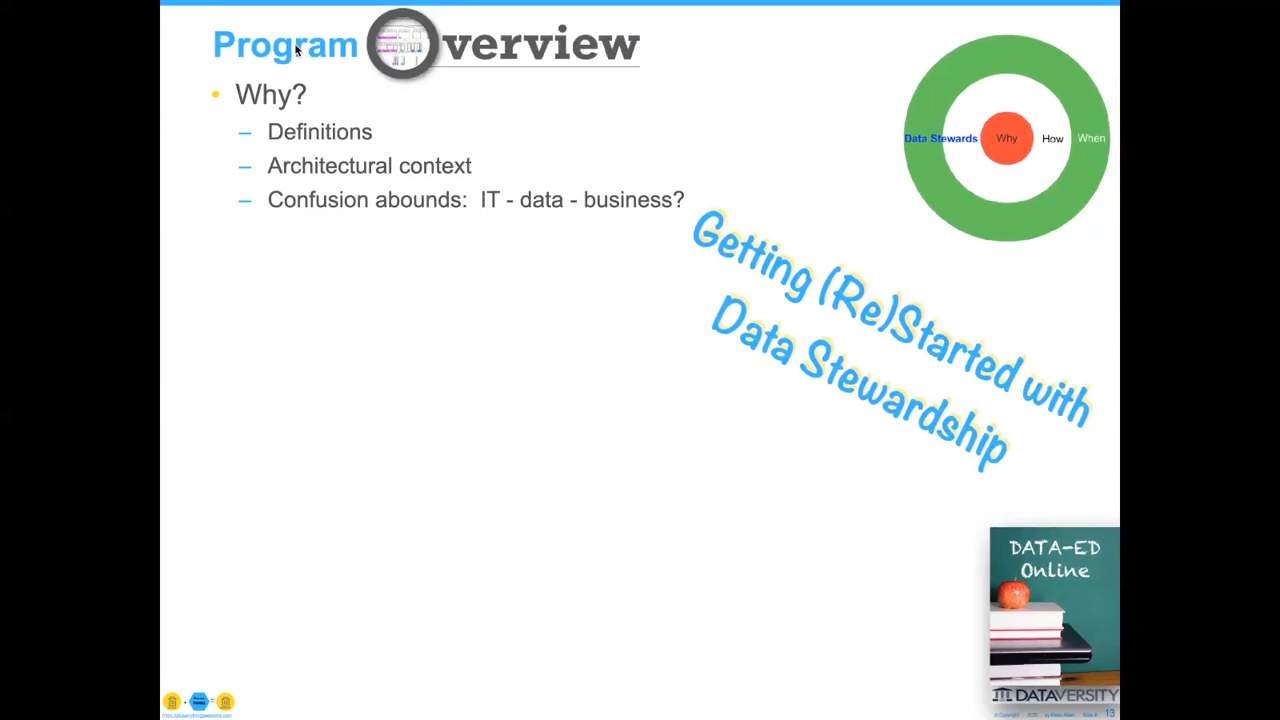 Program Overview
Why?
Definitions
Architectural context
Confusion abounds: IT - data - business?
Data Stewards
Why
How
When
Getting (Re)Started with
Data Stewardship
DATA-ED
Online
DATAVERSITY
13